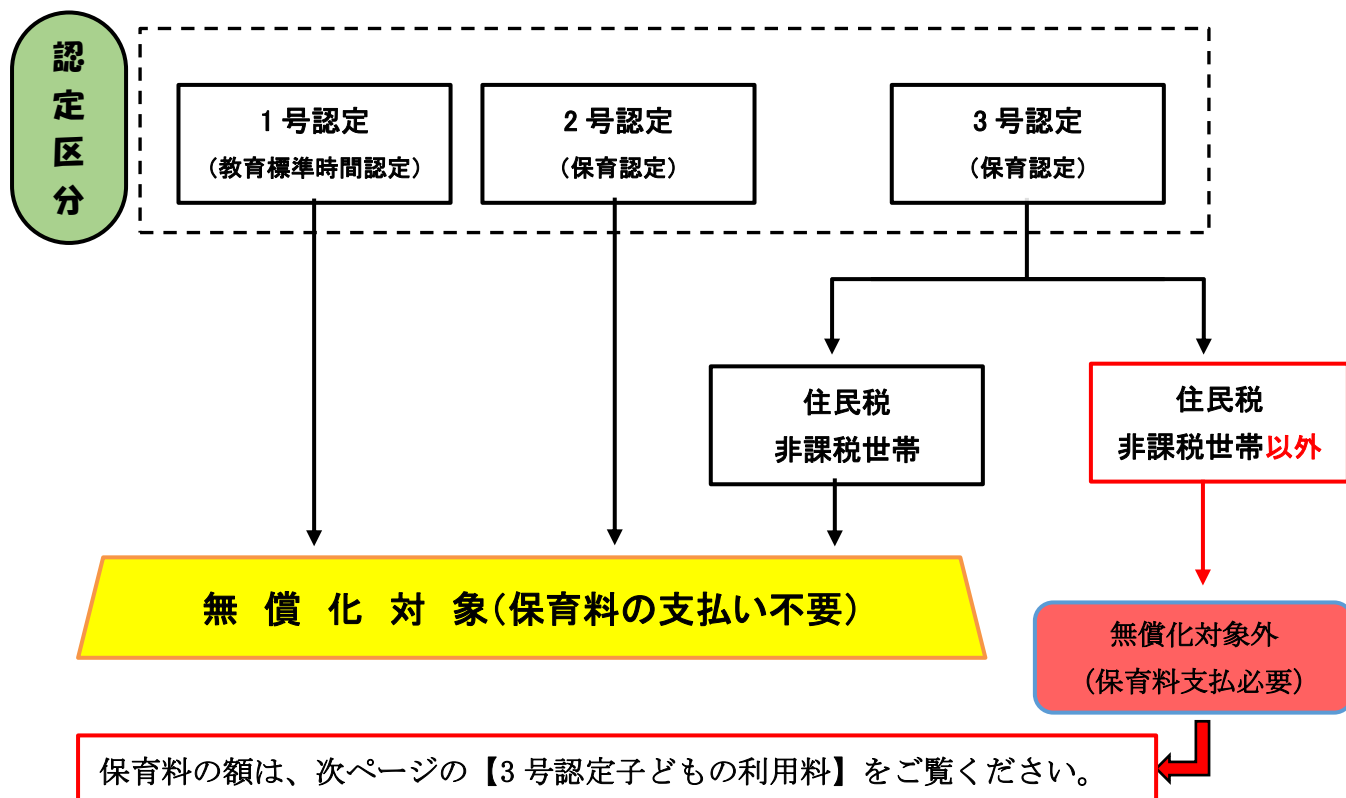 認定区分
1号認定
(教育標準時間認定)
2号認定
(保育認定)
3号認定
(保育認定)
住民税
非課税世帯
住民税
非課税世帯以外
無償化対象(保育料の支払い不要)
無償化対象外
(保育料支払必要)
保育料の額は、次ページの【3号認定子どもの利用料】をご覧ください。